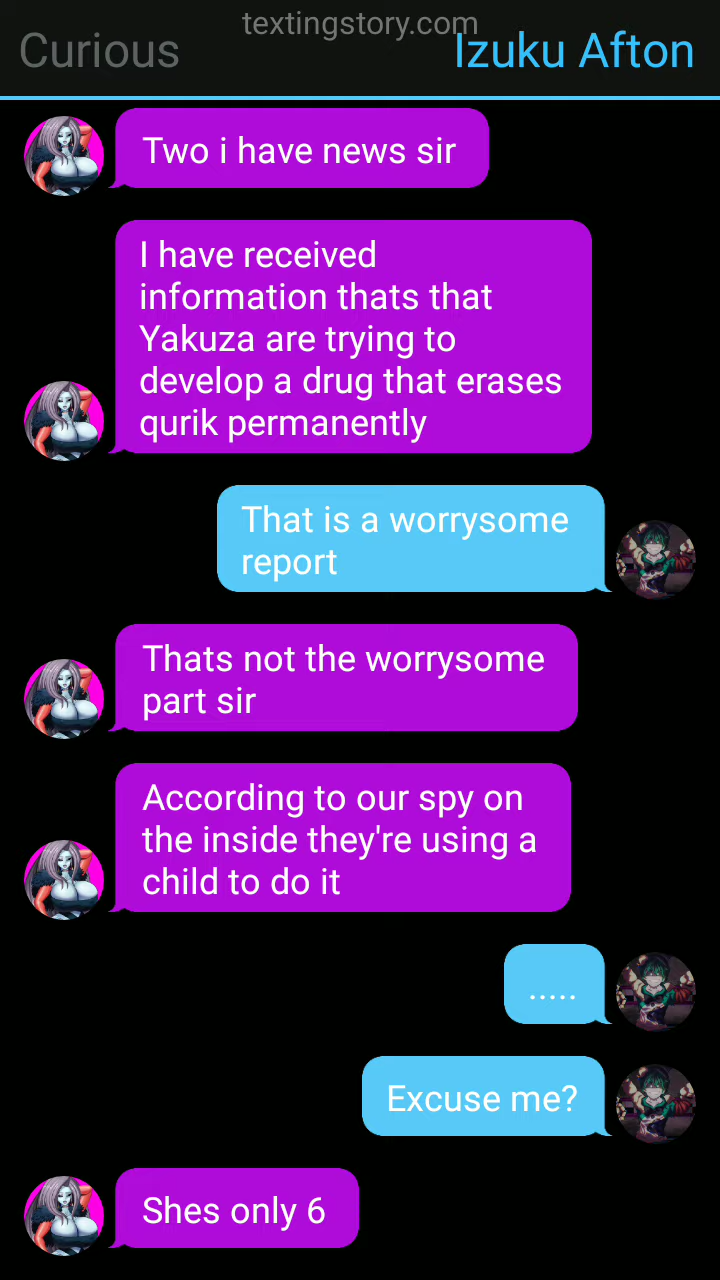 textingstory.com
Curious
Izuku Afton
Two i have news sir
I have received
information thats that
Yakuza are trying to
develop a drug that erases
qurik permanently
That is a worrysome
report
Thats not the worrysome
part sir
According to our spy on
the inside they're using a
child to do it
.....
Excuse me?
Shes only 6